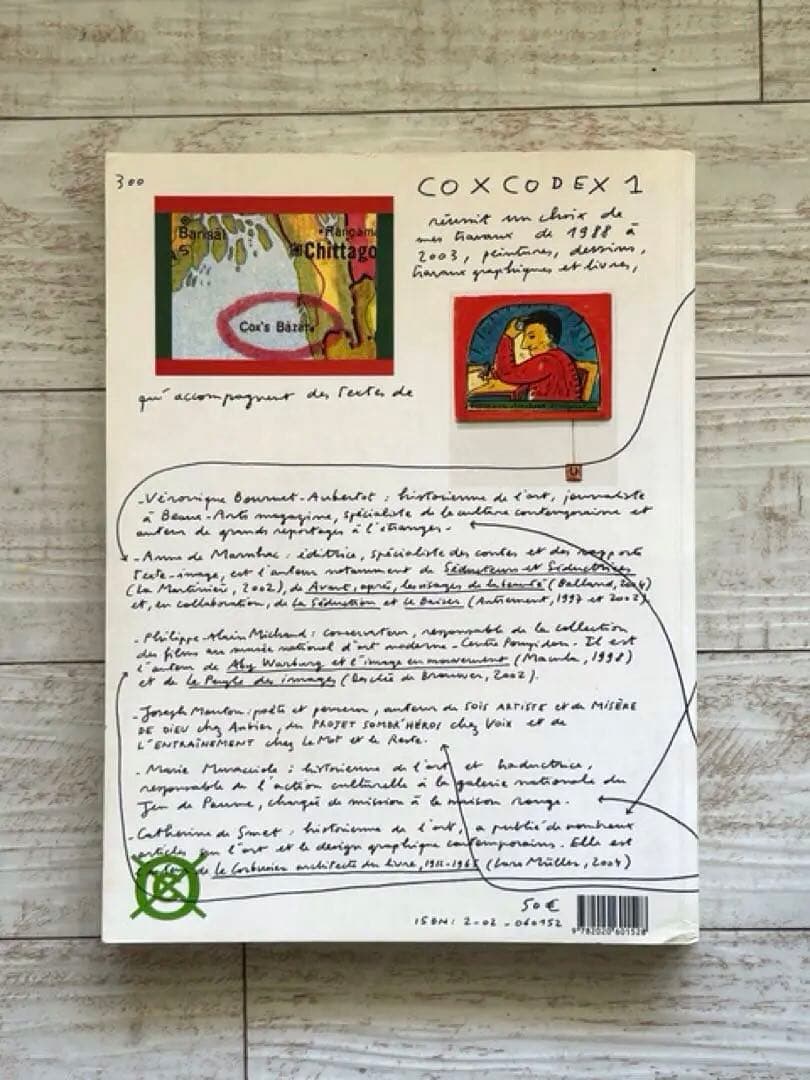 300
COXCODEX 1
réunit un choix de
mes travaux de 1988 à
2003, peintures, dessins,
travaux graphiques et livres,
Barisal
Rangama
Chittago
Cox's Bazar
qui accompagnent des textes de
-Véronique Bournet-Aubertot : historienne de l'art, journaliste
à Beaux-Arts magazine, spécialiste de la culture contemporaine et
auteur de grands reportages à l'étranger.
-Anne de Marnhac : éditrice, spécialiste des contes et des rapports
texte-image, est l'auteur notamment de Séducteurs et Séductrices
(La Martinière, 2002), de Avant, après, les visages de la beauté (Balland, 2004)
et, en collaboration, de La Séduction et Le Baiser (Autrement, 1997 et 2002)
-Philippe-Alain Michaud : conservateur, responsable de la collection
des films au musée national d'art moderne-Centre Pompidou. Il est
l'auteur de Aby Warburg et l'image en mouvement (Macula, 1998)
et de Le Peuple des images (Desclée de Brouwer, 2002).
-Joseph Mouton : poète et penseur, auteur de SOIS ARTISTE et de MISÈRE
DE DIEU chez Aubier, du PROJET SOMBR'HÉROS chez Voix et de
L'ENTRAÎNEMENT chez Le Mot et le Reste.
-Marie Muracciole : historienne de l'art et traductrice,
responsable de l'action culturelle à la galerie nationale du
Jeu de Paume, chargée de mission à la maison rouge.
-Catherine de Smet : historienne de l'art, a publié de nombreux
articles sur l'art et le design graphique contemporains. Elle est
l'auteur de Le Corbusier architecte du livre, (Lars Müller, 2004)
50 €
ISBN : 2-02-060152
9 782020 601528